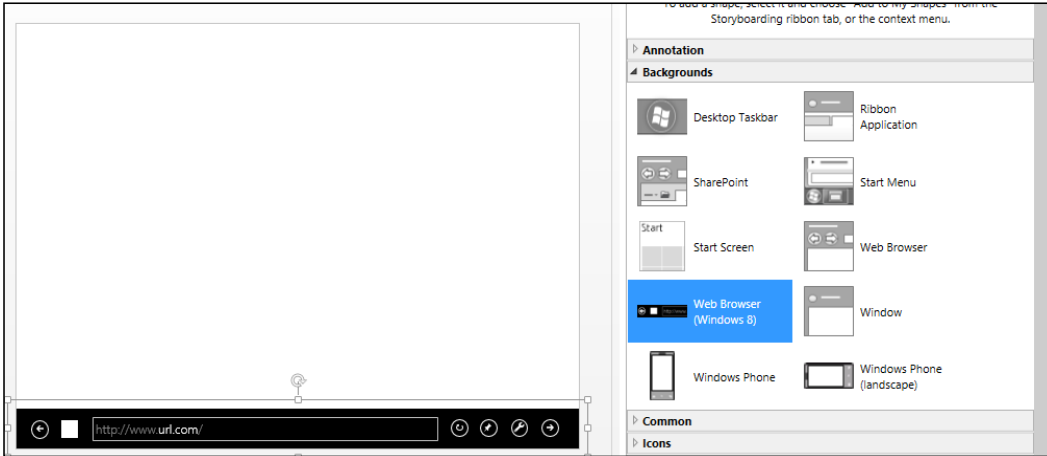 To add a shape, select it and choose "Add to My Shapes" from the
Storyboarding ribbon tab, or the context menu.
Annotation
Backgrounds
Desktop Taskbar
Ribbon
Application
SharePoint
Start Menu
Start
Start Screen
Web Browser
http://www
Web Browser
(Windows 8)
Window
Windows Phone
Windows Phone
(landscape)
http://www.url.com/
Common
Icons